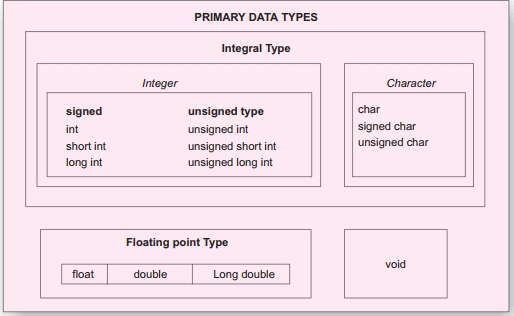 PRIMARY DATA TYPES
Integral Type
Integer
signed unsigned type
int unsigned int
short int unsigned short int
long int unsigned long int
Character
char
signed char
unsigned char
Floating point Type
float double Long double
void